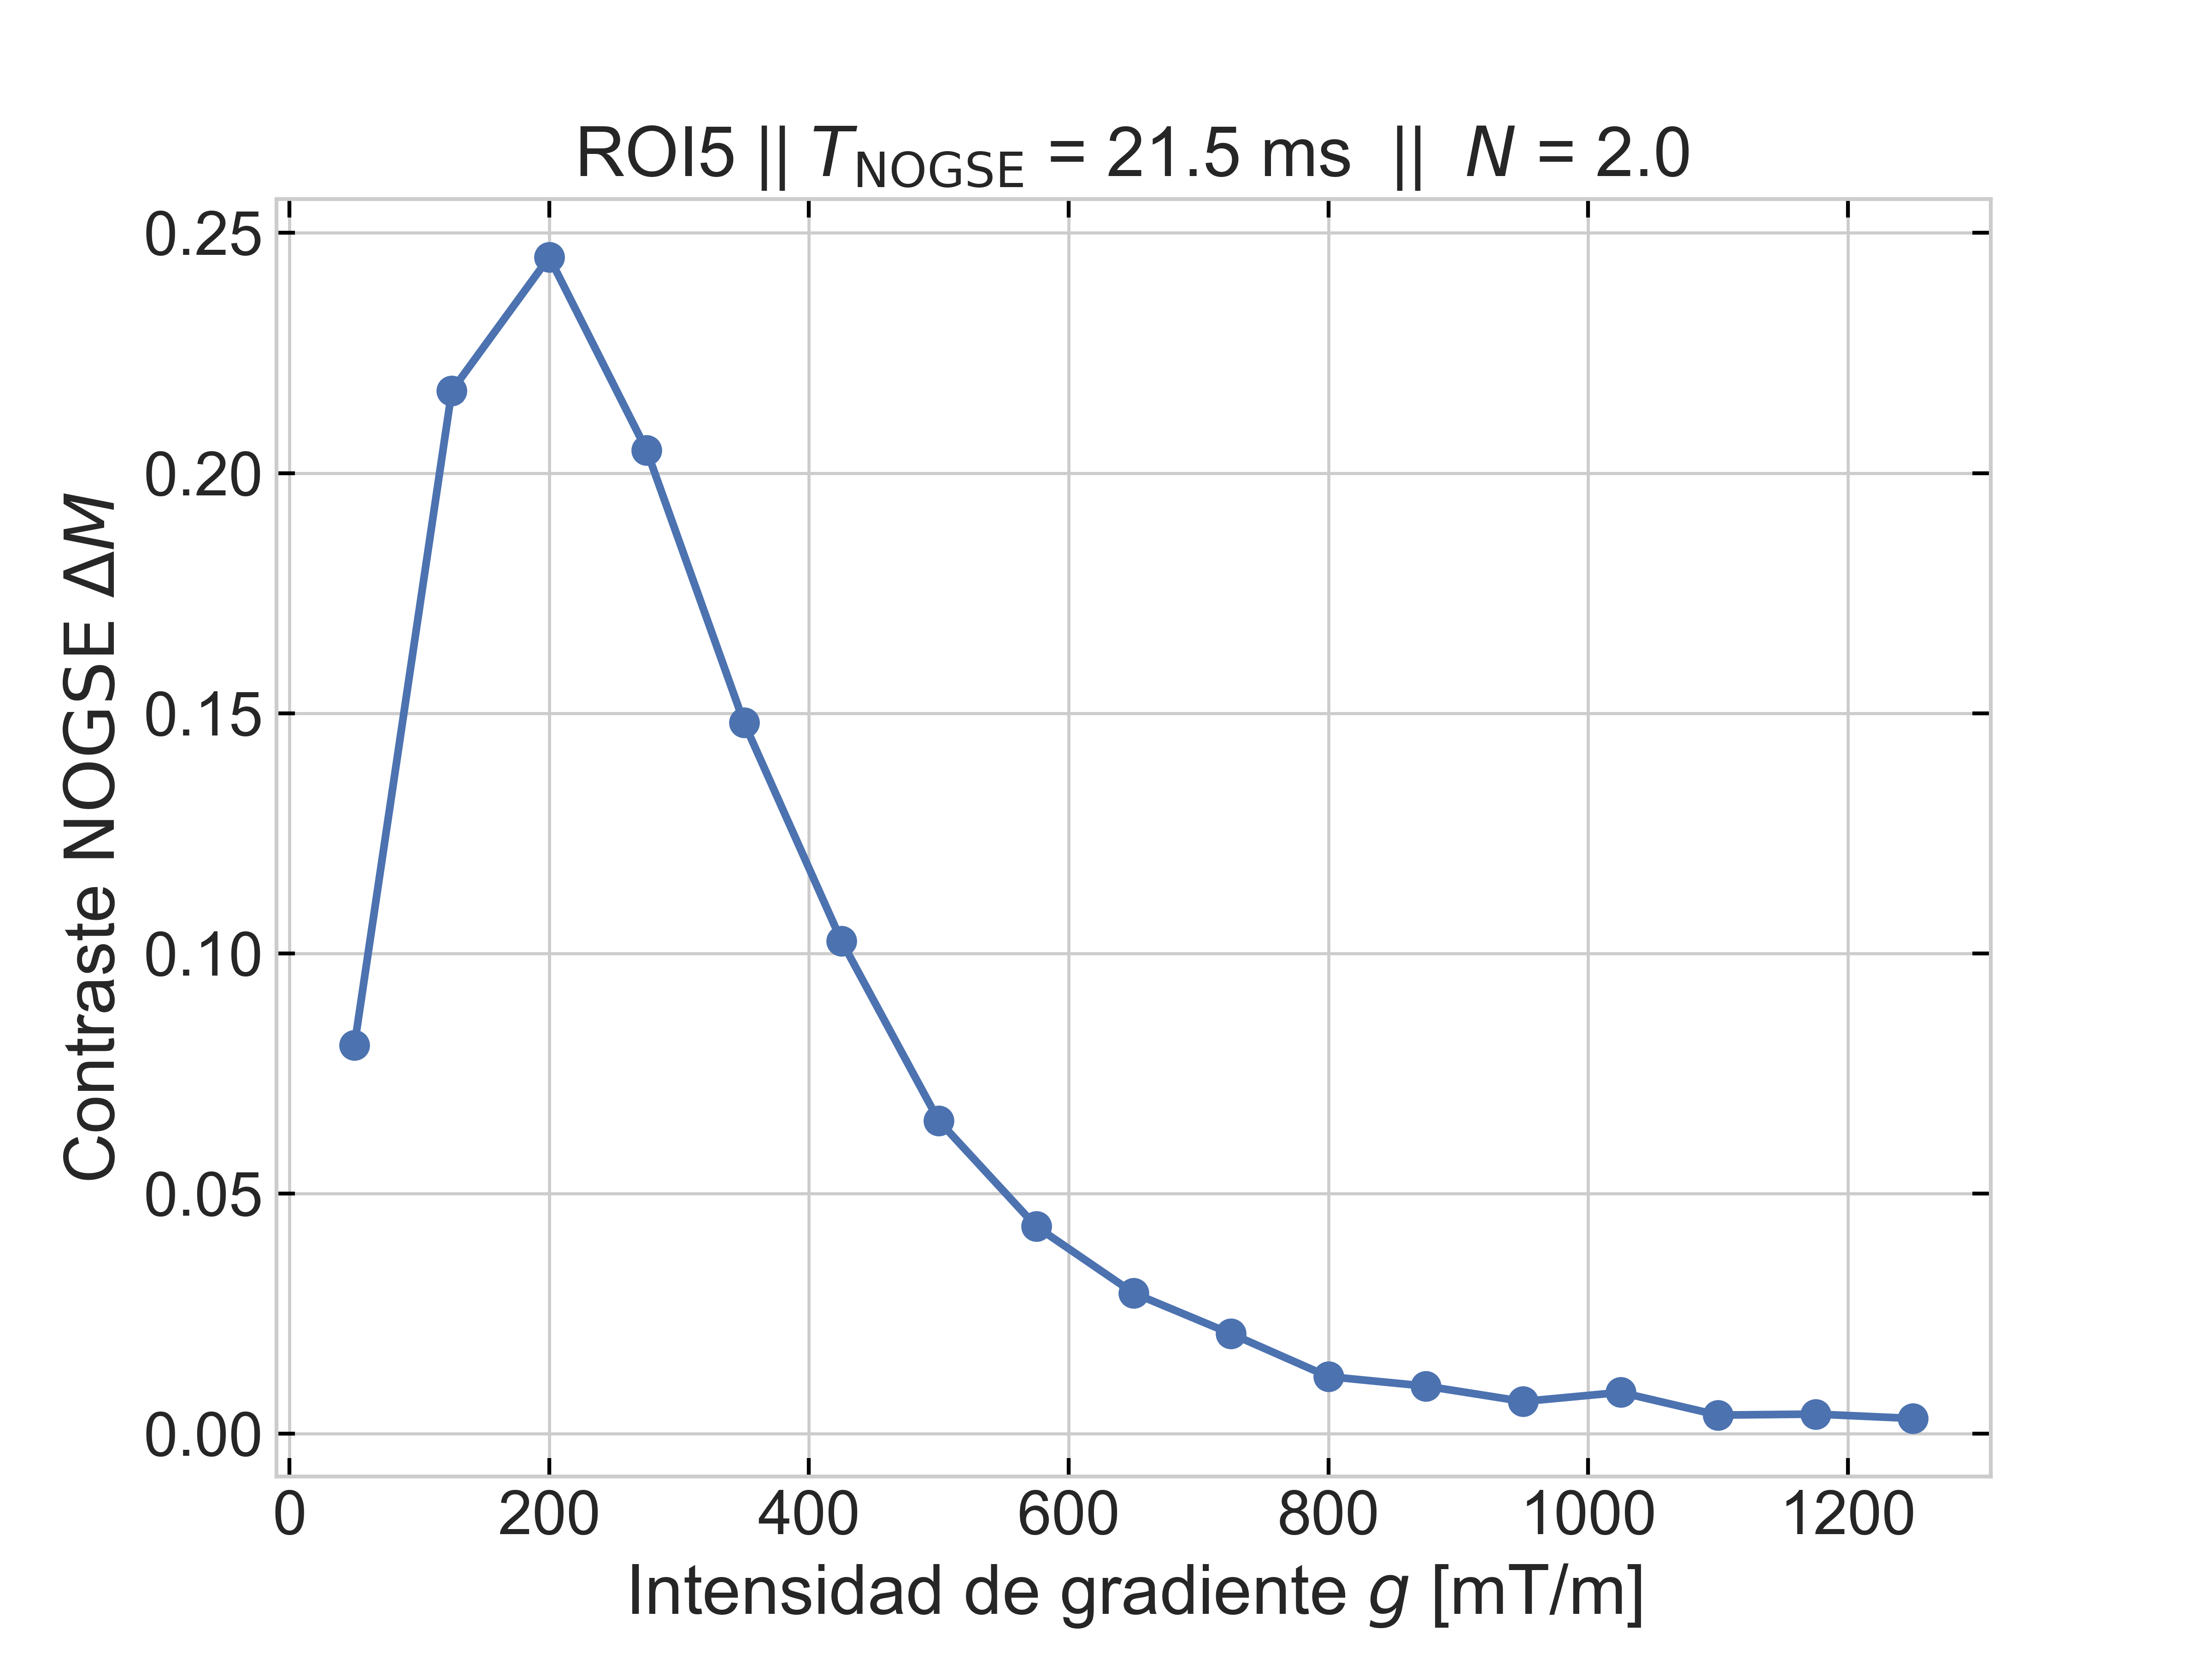 ROI5 || T_NOGSE = 21.5 ms || N = 2.0
Contraste NOGSE ΔM
0.25
0.20
0.15
0.10
0.05
0.00
0 200 400 600 800 1000 1200
Intensidad de gradiente g [mT/m]